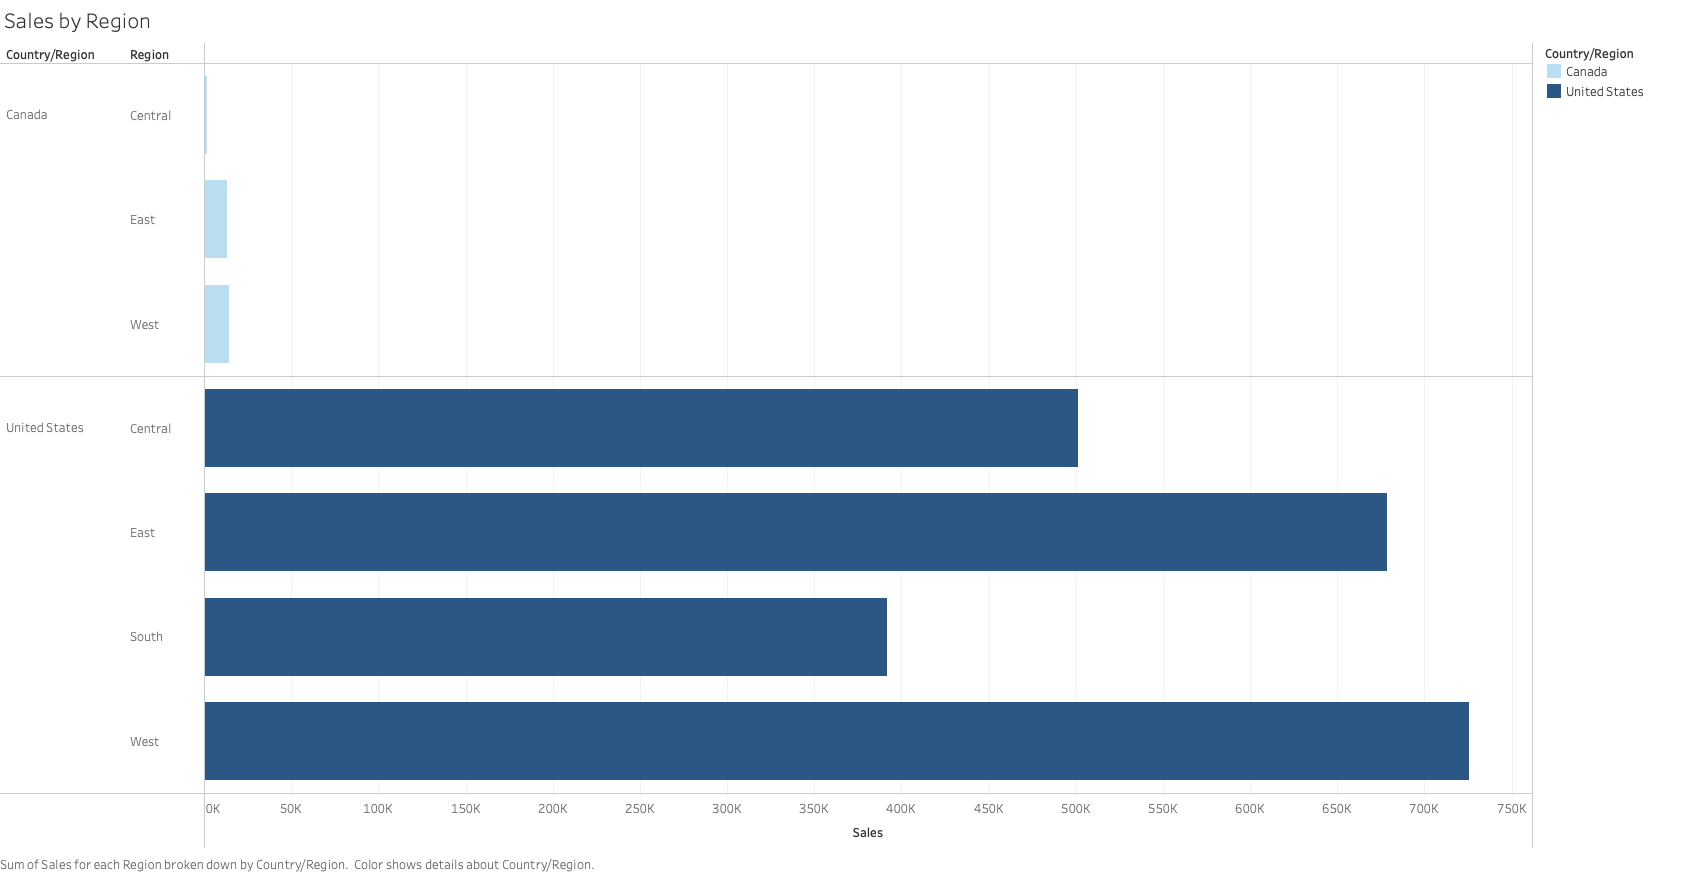 Sales by Region
Country/Region Region
Canada Central
East
West
United States Central
East
South
West
0K 50K 100K 150K 200K 250K 300K 350K 400K 450K 500K 550K 600K 650K 700K 750K
Sales
Sum of Sales for each Region broken down by Country/Region. Color shows details about Country/Region.
Country/Region
Canada
United States